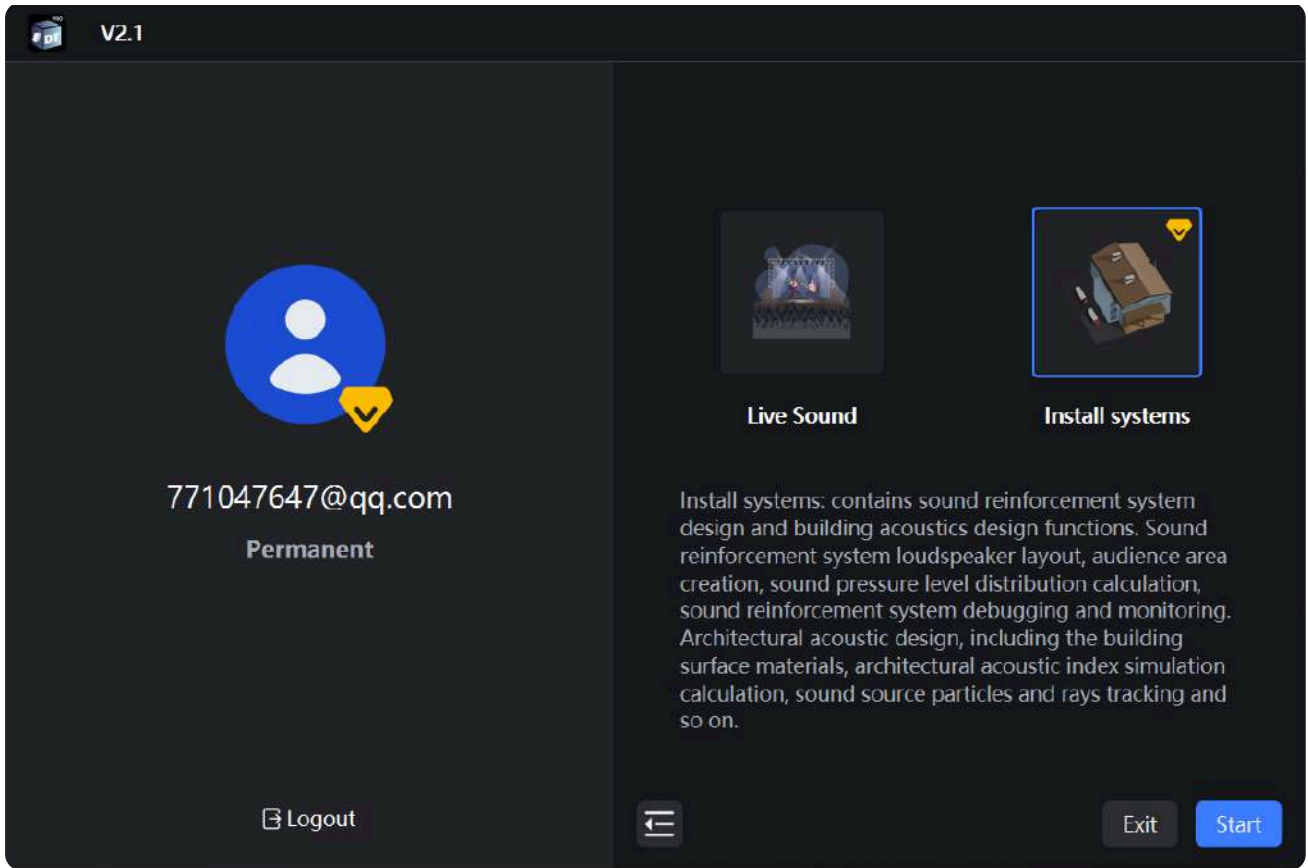 PRO
DT
V2.1
771047647@qq.com
Permanent
Logout
Live Sound
Install systems
Install systems: contains sound reinforcement system
design and building acoustics design functions. Sound
reinforcement system loudspeaker layout, audience area
creation, sound pressure level distribution calculation,
sound reinforcement system debugging and monitoring.
Architectural acoustic design, including the building
surface materials, architectural acoustic index simulation
calculation, sound source particles and rays tracking and
so on.
Exit
Start